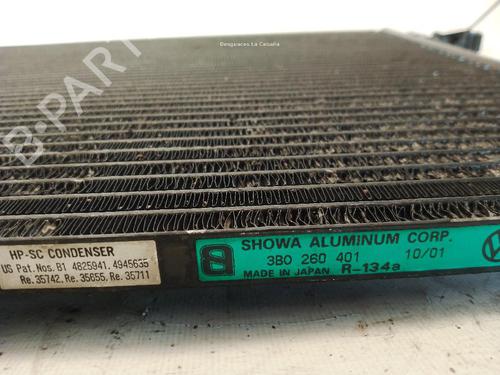 Desguaces La Cabaña
B-PARTS
HP-SC CONDENSER
US Pat. Nos. B1 4825941, 4945635
Re. 35742, Re. 35655, Re. 35711
SHOWA ALUMINUM CORP.
3B0 260 401 10/01
MADE IN JAPAN R-134a